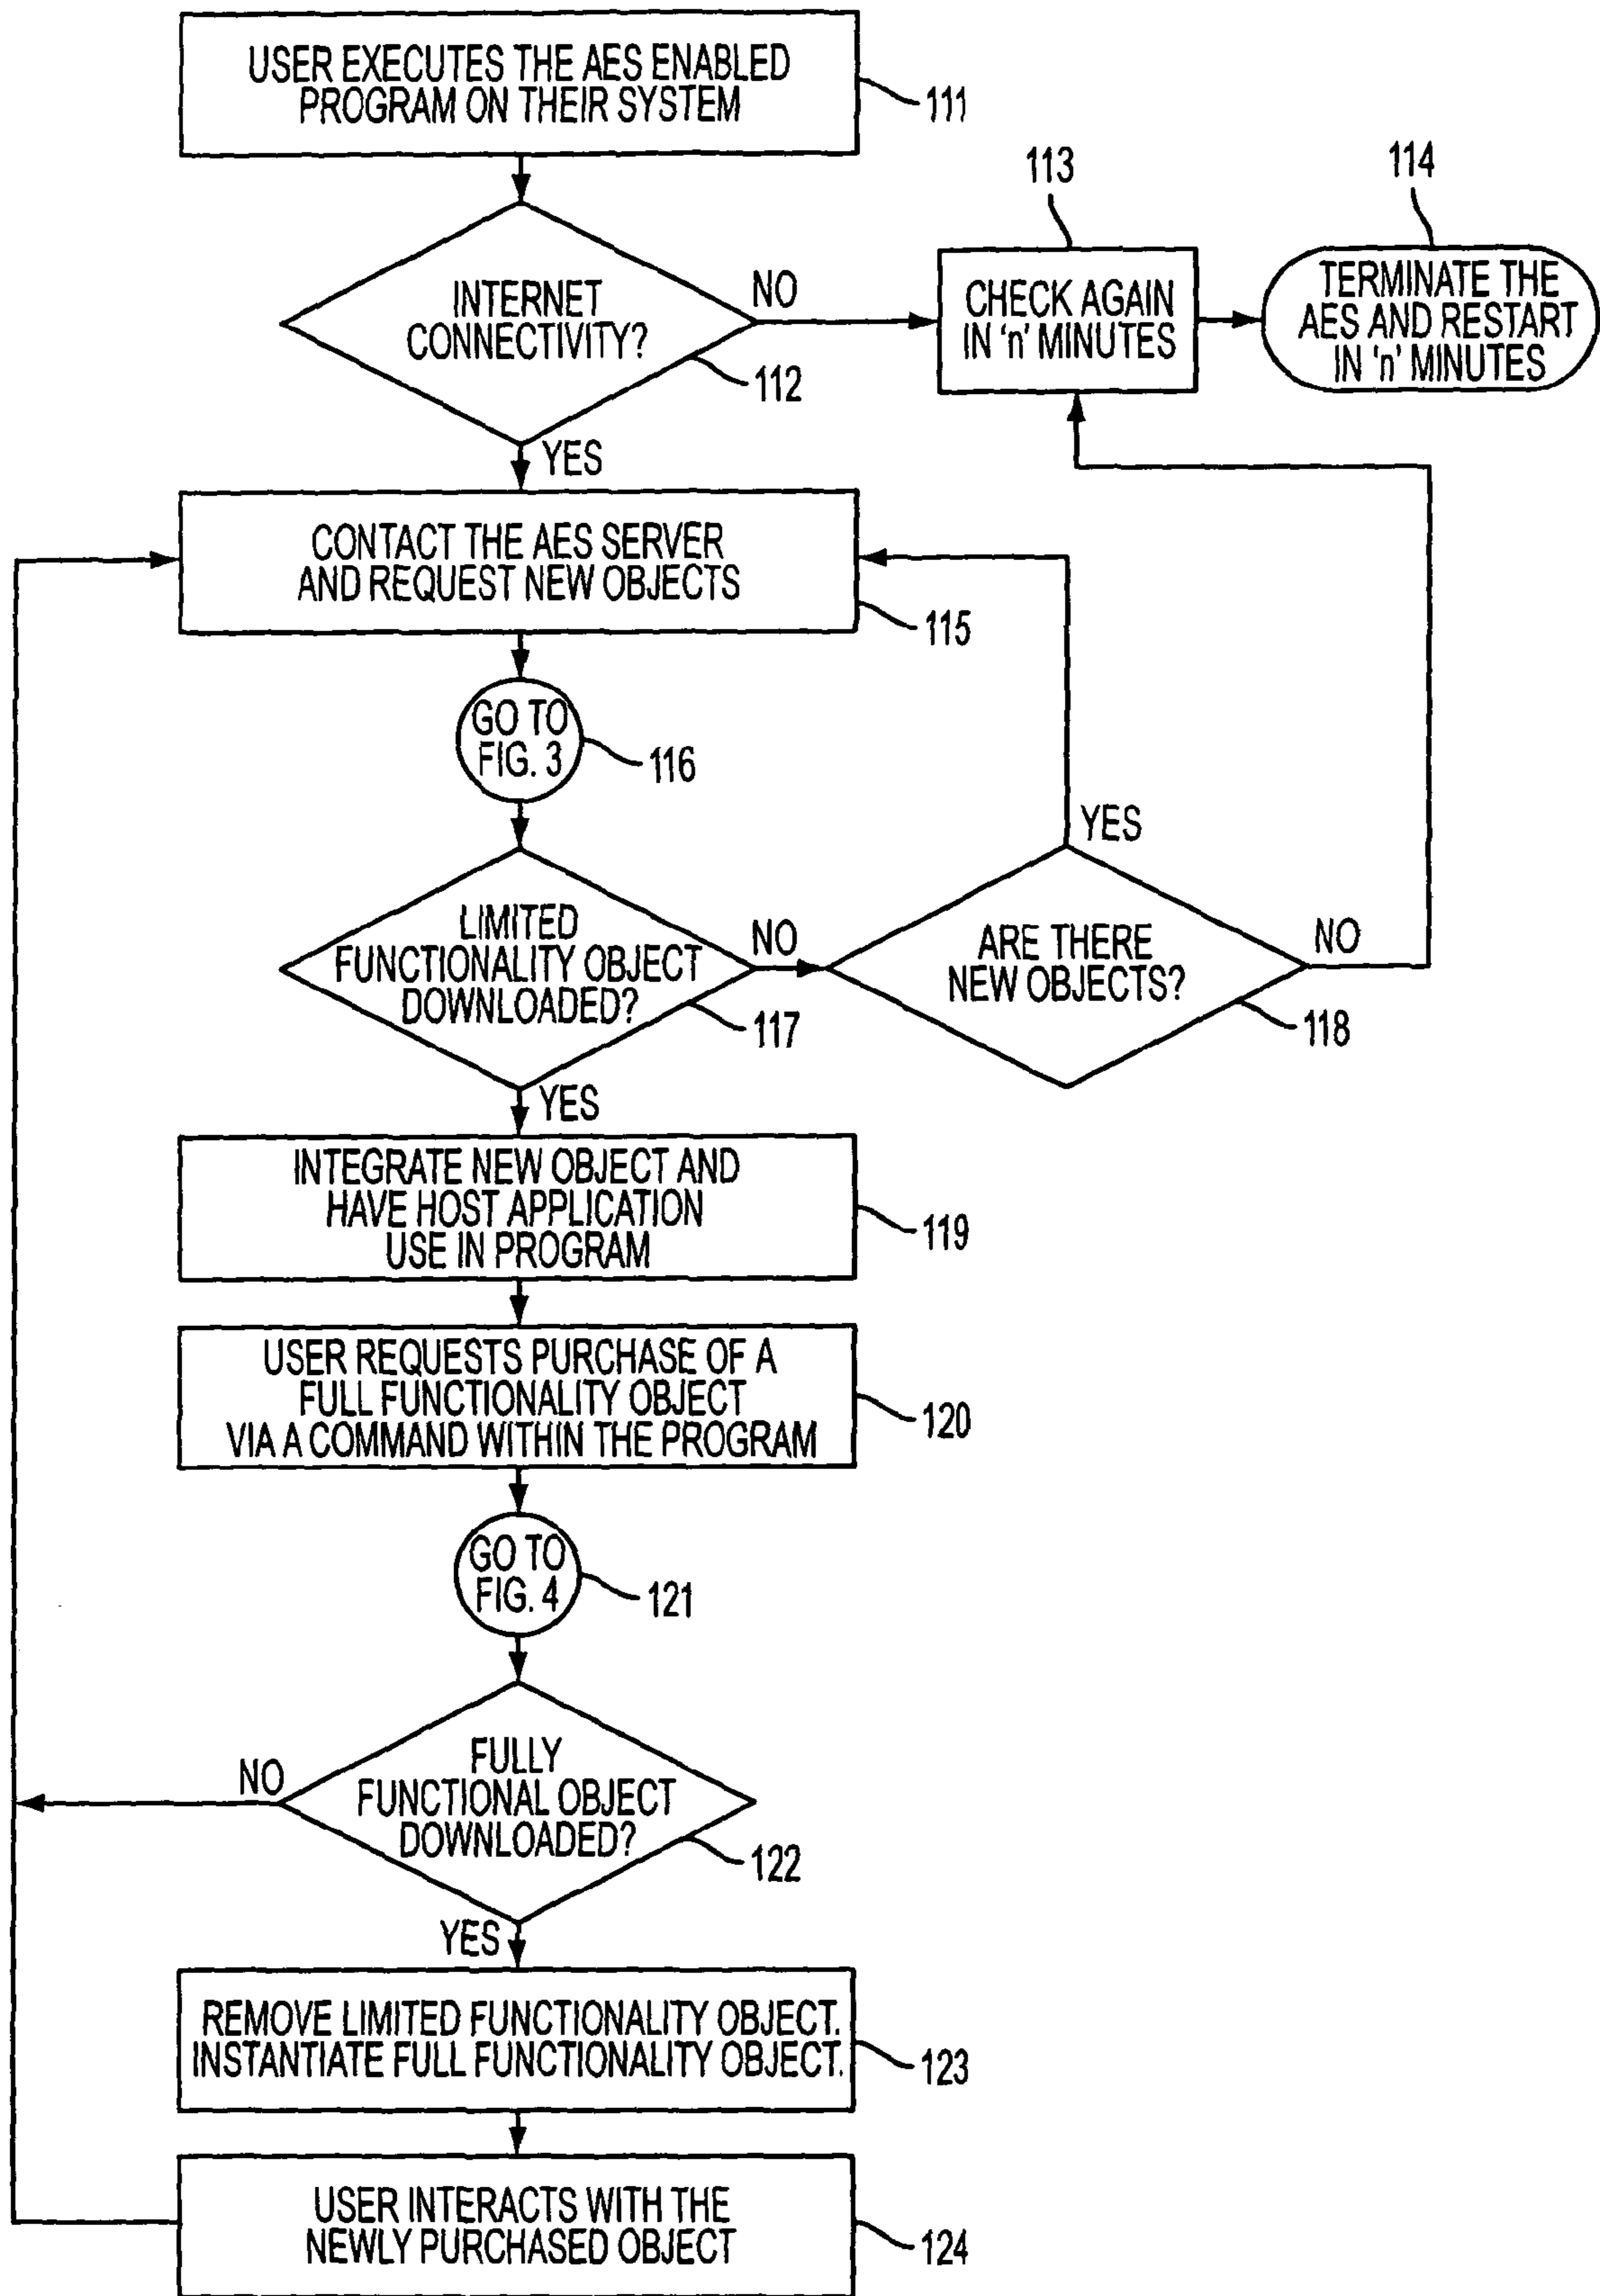 USER EXECUTES THE AES ENABLED
PROGRAM ON THEIR SYSTEM
111
113
114
INTERNET
CONNECTIVITY?
NO
112
CHECK AGAIN
IN 'n' MINUTES
TERMINATE THE
AES AND RESTART
IN 'n' MINUTES
YES
CONTACT THE AES SERVER
AND REQUEST NEW OBJECTS
115
GO TO
FIG. 3
116
LIMITED
FUNCTIONALITY OBJECT
DOWNLOADED?
NO
117
YES
ARE THERE
NEW OBJECTS?
NO
118
YES
INTEGRATE NEW OBJECT AND
HAVE HOST APPLICATION
USE IN PROGRAM
119
USER REQUESTS PURCHASE OF A
FULL FUNCTIONALITY OBJECT
VIA A COMMAND WITHIN THE PROGRAM
120
GO TO
FIG. 4
121
NO
FULLY
FUNCTIONAL OBJECT
DOWNLOADED?
122
YES
REMOVE LIMITED FUNCTIONALITY OBJECT.
INSTANTIATE FULL FUNCTIONALITY OBJECT.
123
USER INTERACTS WITH THE
NEWLY PURCHASED OBJECT
124